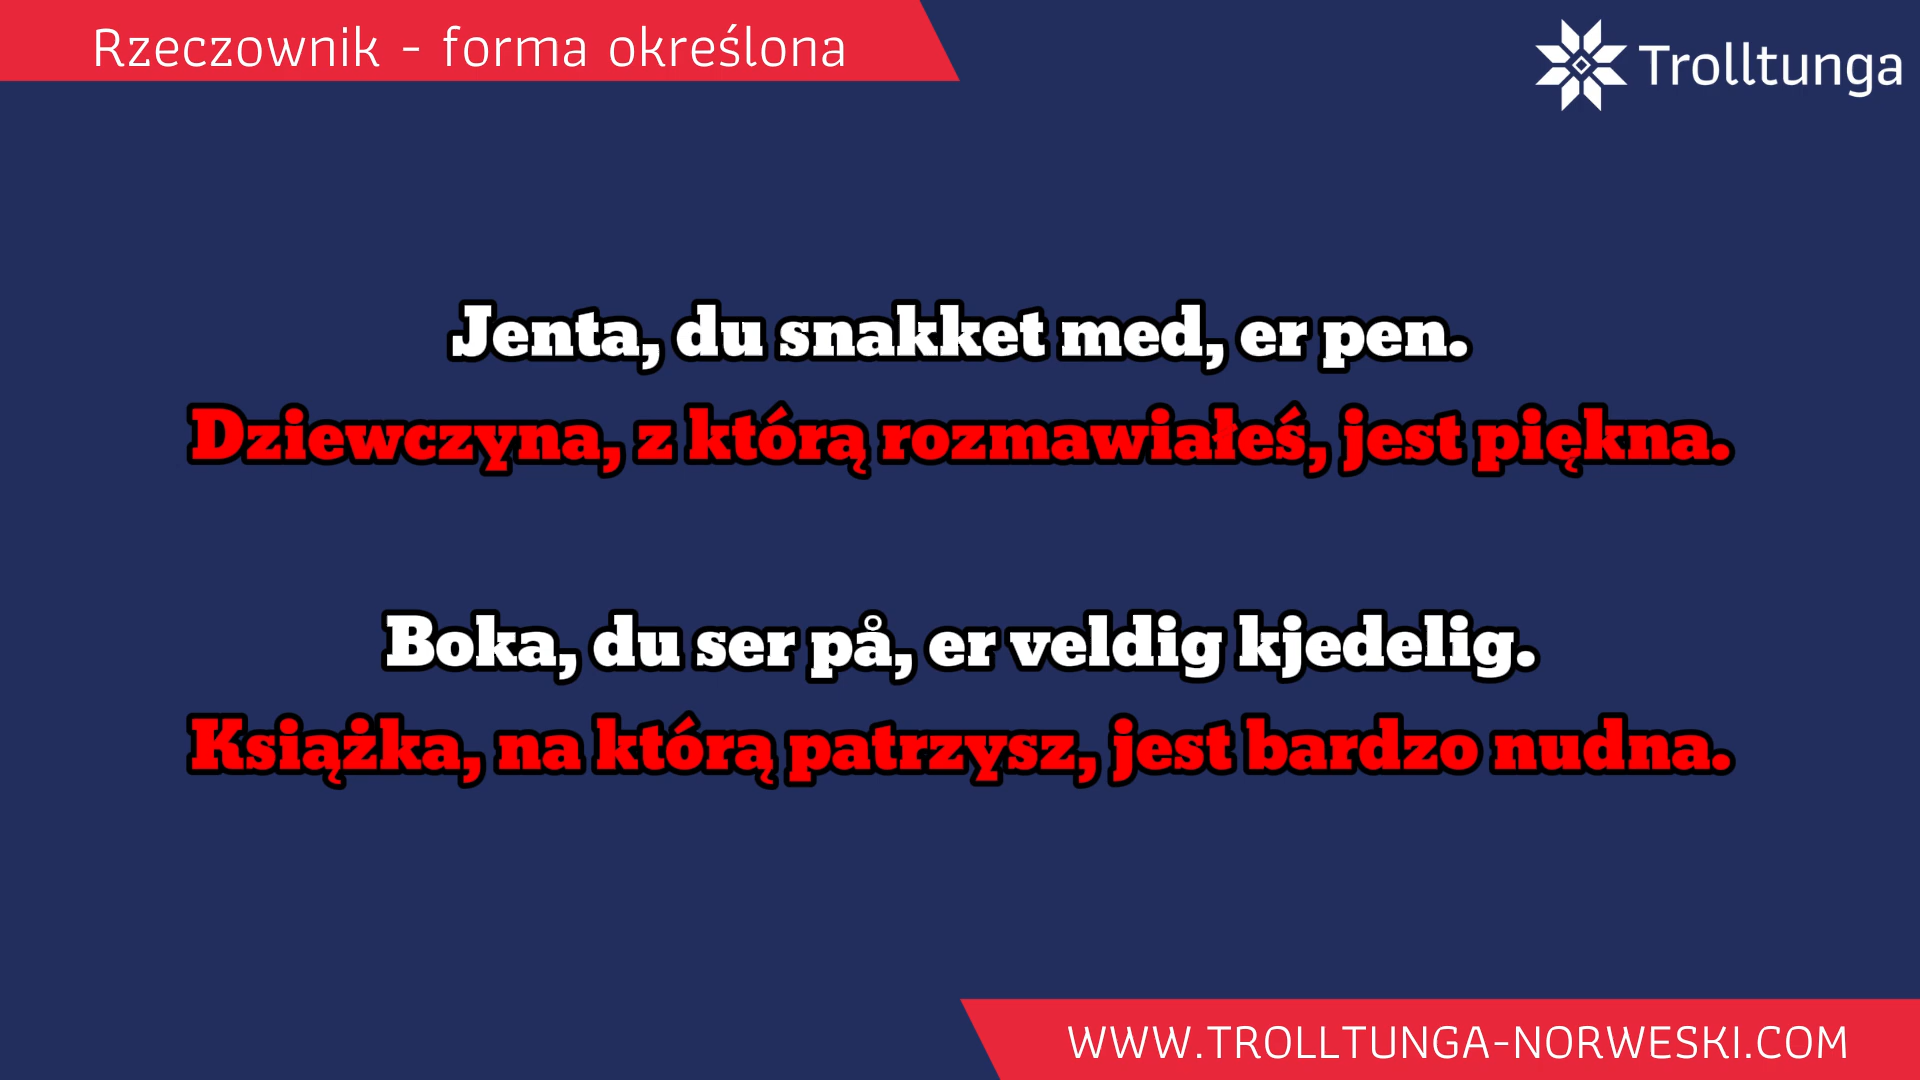 Rzeczownik - forma określona
Trolltunga
Jenta, du snakket med, er pen.
Dziewczyna, z którą rozmawiałeś, jest piękna.
Boka, du ser på, er veldig kjedelig.
Książka, na którą patrzysz, jest bardzo nudna.
WWW.TROLLTUNGA-NORWESKI.COM